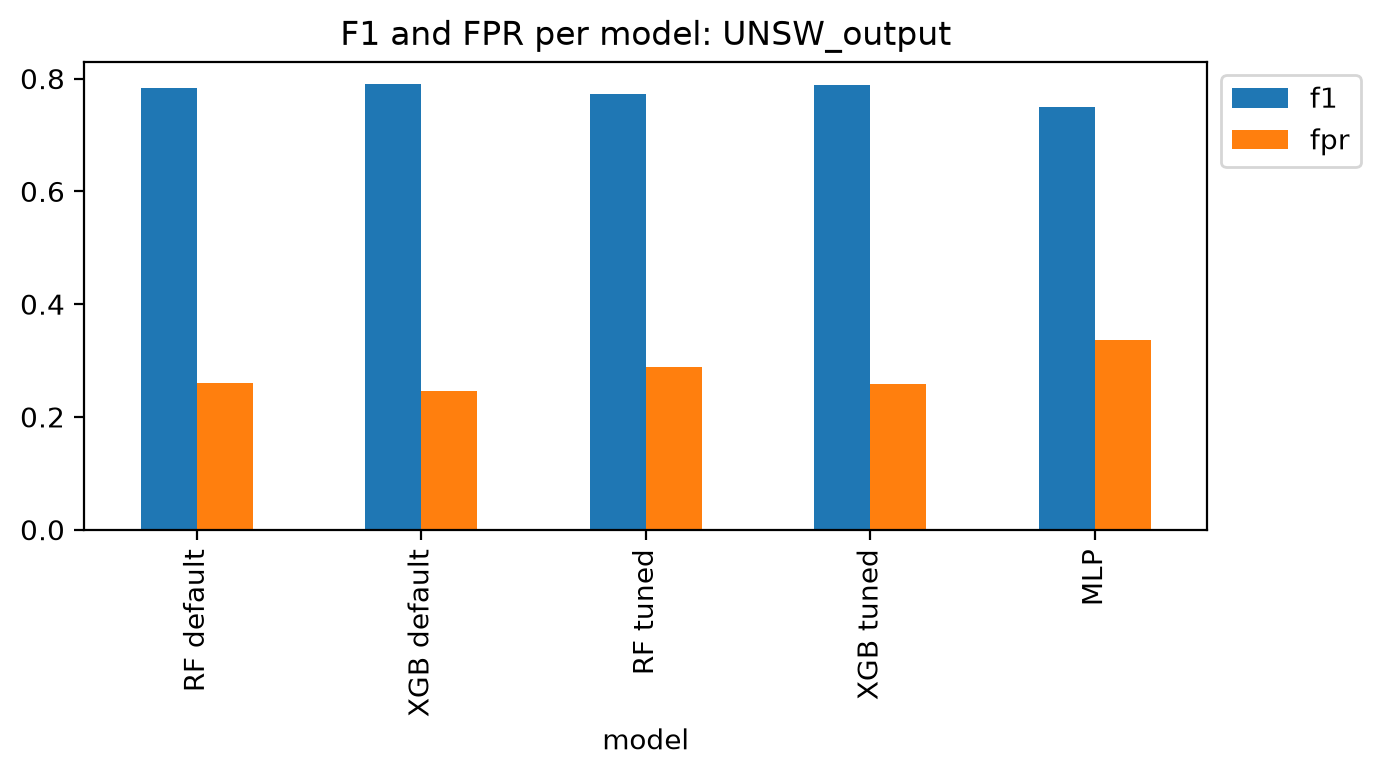 F1 and FPR per model: UNSW_output
0.8
0.6
0.4
0.2
0.0
f1
fpr
RF default
XGB default
RF tuned
XGB tuned
MLP
model